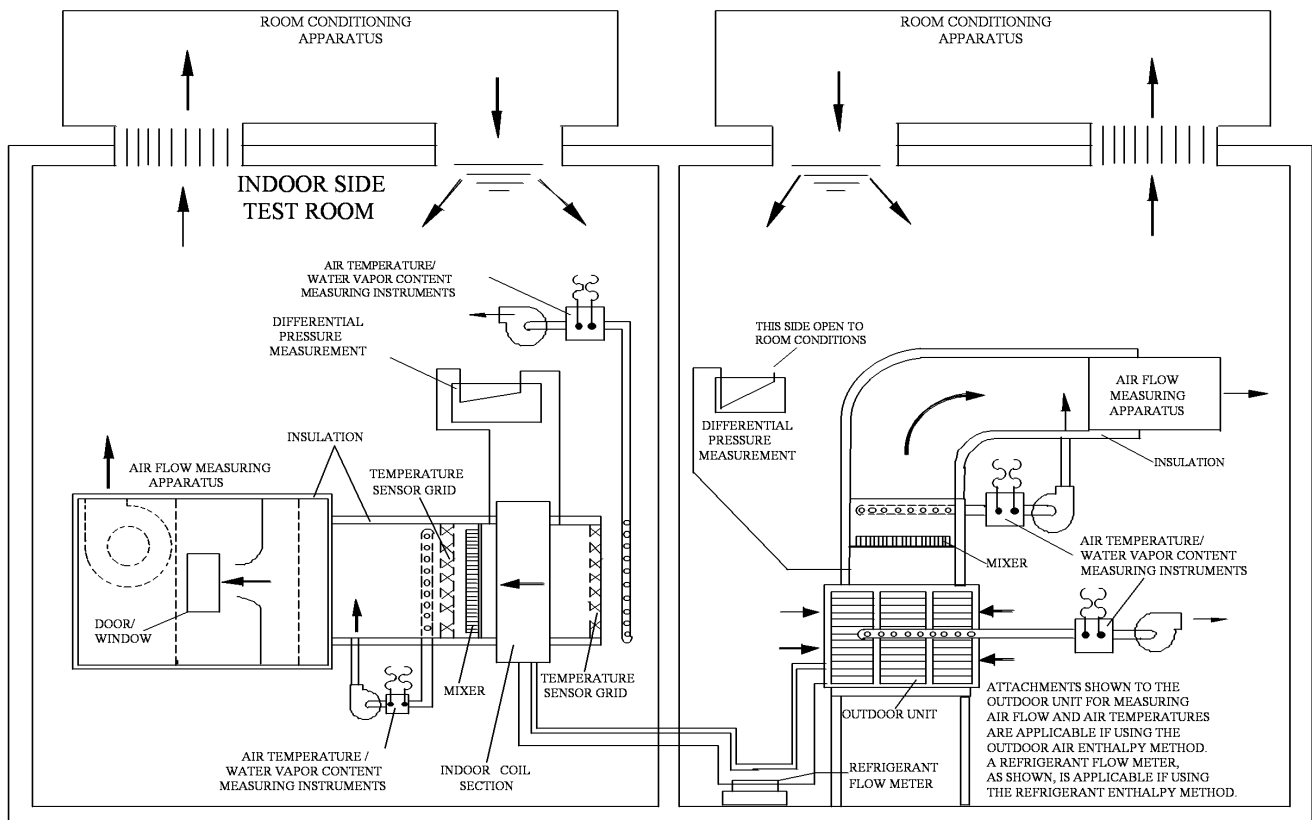 ROOM CONDITIONING
APPARATUS
ROOM CONDITIONING
APPARATUS
INDOOR SIDE
TEST ROOM
AIR TEMPERATURE/
WATER VAPOR CONTENT
MEASURING INSTRUMENTS
DIFFERENTIAL
PRESSURE
MEASUREMENT
INSULATION
AIR FLOW MEASURING
APPARATUS
TEMPERATURE
SENSOR GRID
DOOR/
WINDOW
MIXER
TEMPERATURE
SENSOR GRID
AIR TEMPERATURE /
WATER VAPOR CONTENT
MEASURING INSTRUMENTS
INDOOR COIL
SECTION
THIS SIDE OPEN TO
ROOM CONDITIONS
AIR FLOW
MEASURING
APPARATUS
DIFFERENTIAL
PRESSURE
MEASUREMENT
INSULATION
MIXER
AIR TEMPERATURE/
WATER VAPOR CONTENT
MEASURING INSTRUMENTS
OUTDOOR UNIT
REFRIGERANT
FLOW METER
ATTACHMENTS SHOWN TO THE
OUTDOOR UNIT FOR MEASURING
AIR FLOW AND AIR TEMPERATURES
ARE APPLICABLE IF USING THE
OUTDOOR AIR ENTHALPY METHOD.
A REFRIGERANT FLOW METER,
AS SHOWN, IS APPLICABLE IF USING
THE REFRIGERANT ENTHALPY METHOD.